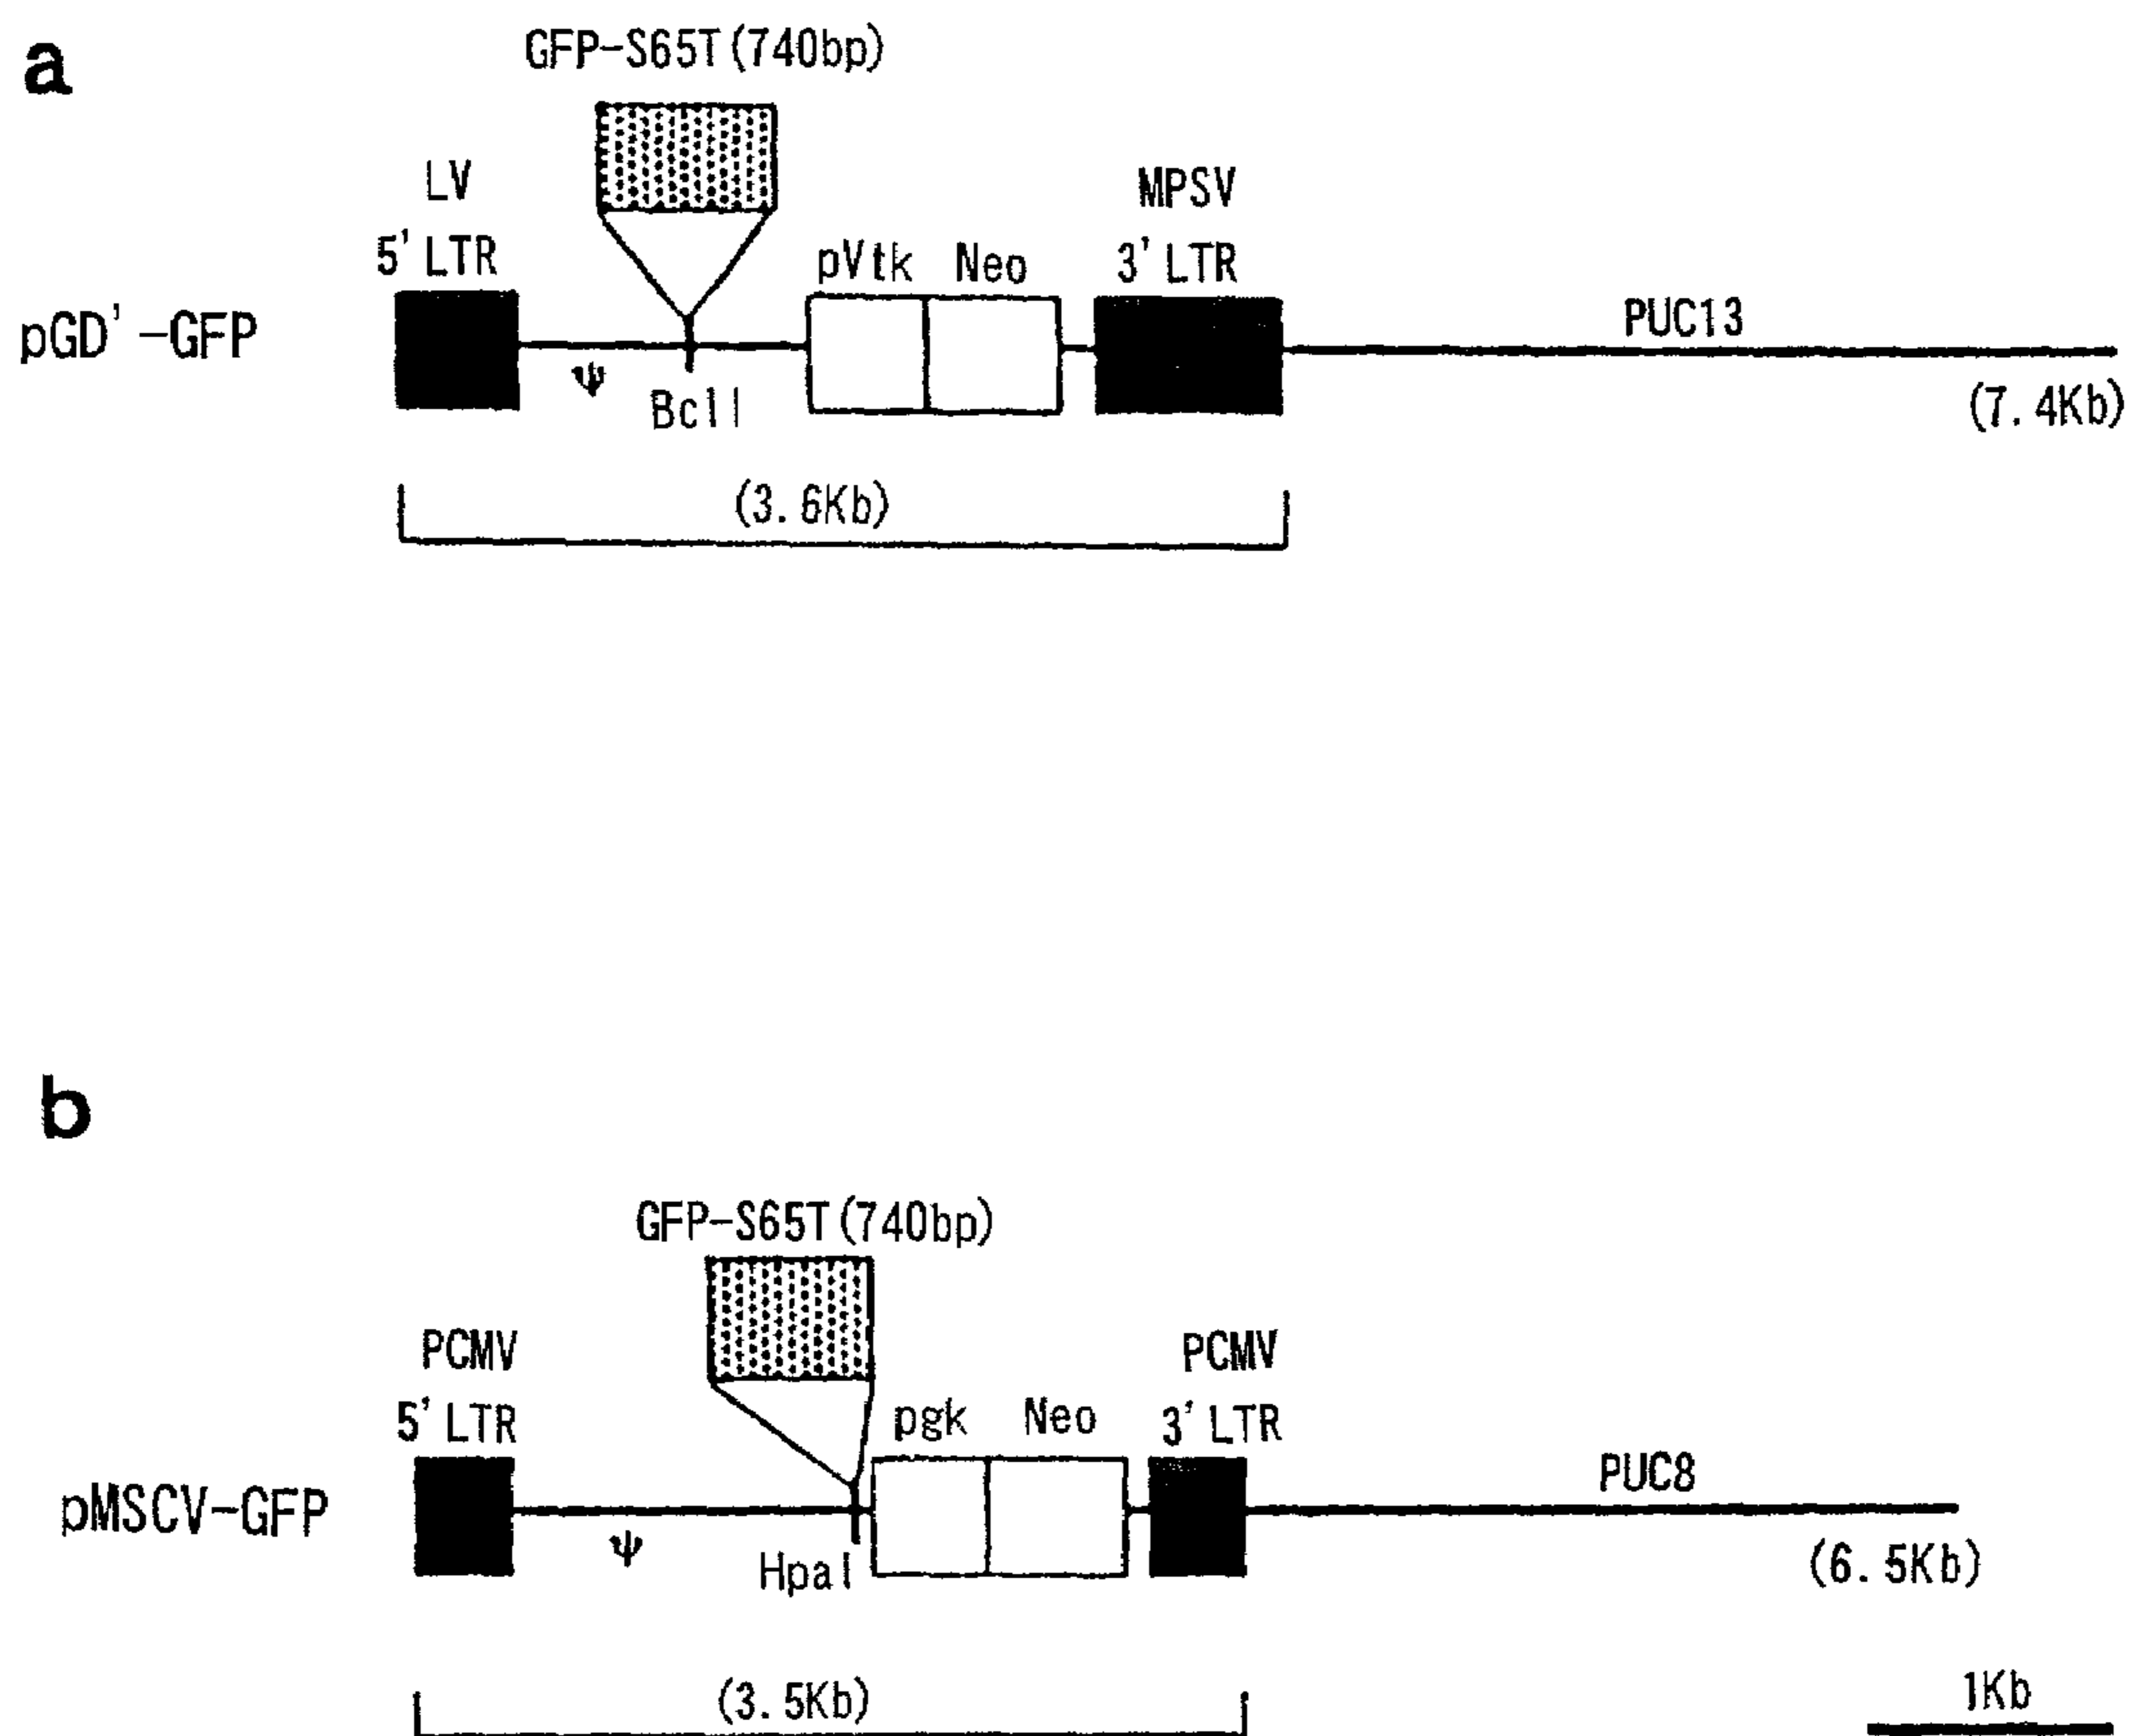 a
GFP-S65T(740bp)
LV
5' LTR
pVtk
Neo
MPSV
3' LTR
PUC13
pGD'-GFP
ψ
BclI
(7.4Kb)
(3.6Kb)
b
GFP-S65T(740bp)
PCMV
5' LTR
pgk
Neo
PCMV
3' LTR
PUC8
pMSCV-GFP
ψ
HpaI
(6.5Kb)
(3.5Kb)
1Kb